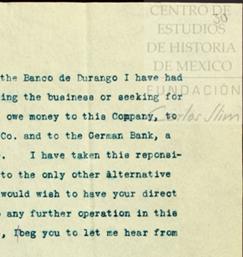 CENTRO DE
ESTUDIOS
DE HISTORIA
DE MEXICO
FUNDACIÓN
Carlos Slim
30
the Banco de Durango I have had
ing the business or seeking for
owe money to this Company, to
Co. and to the German Bank, a
. I have taken this reponsi-
to the only other alternative
would wish to have your direct
any further operation in this
, I beg you to let me hear from